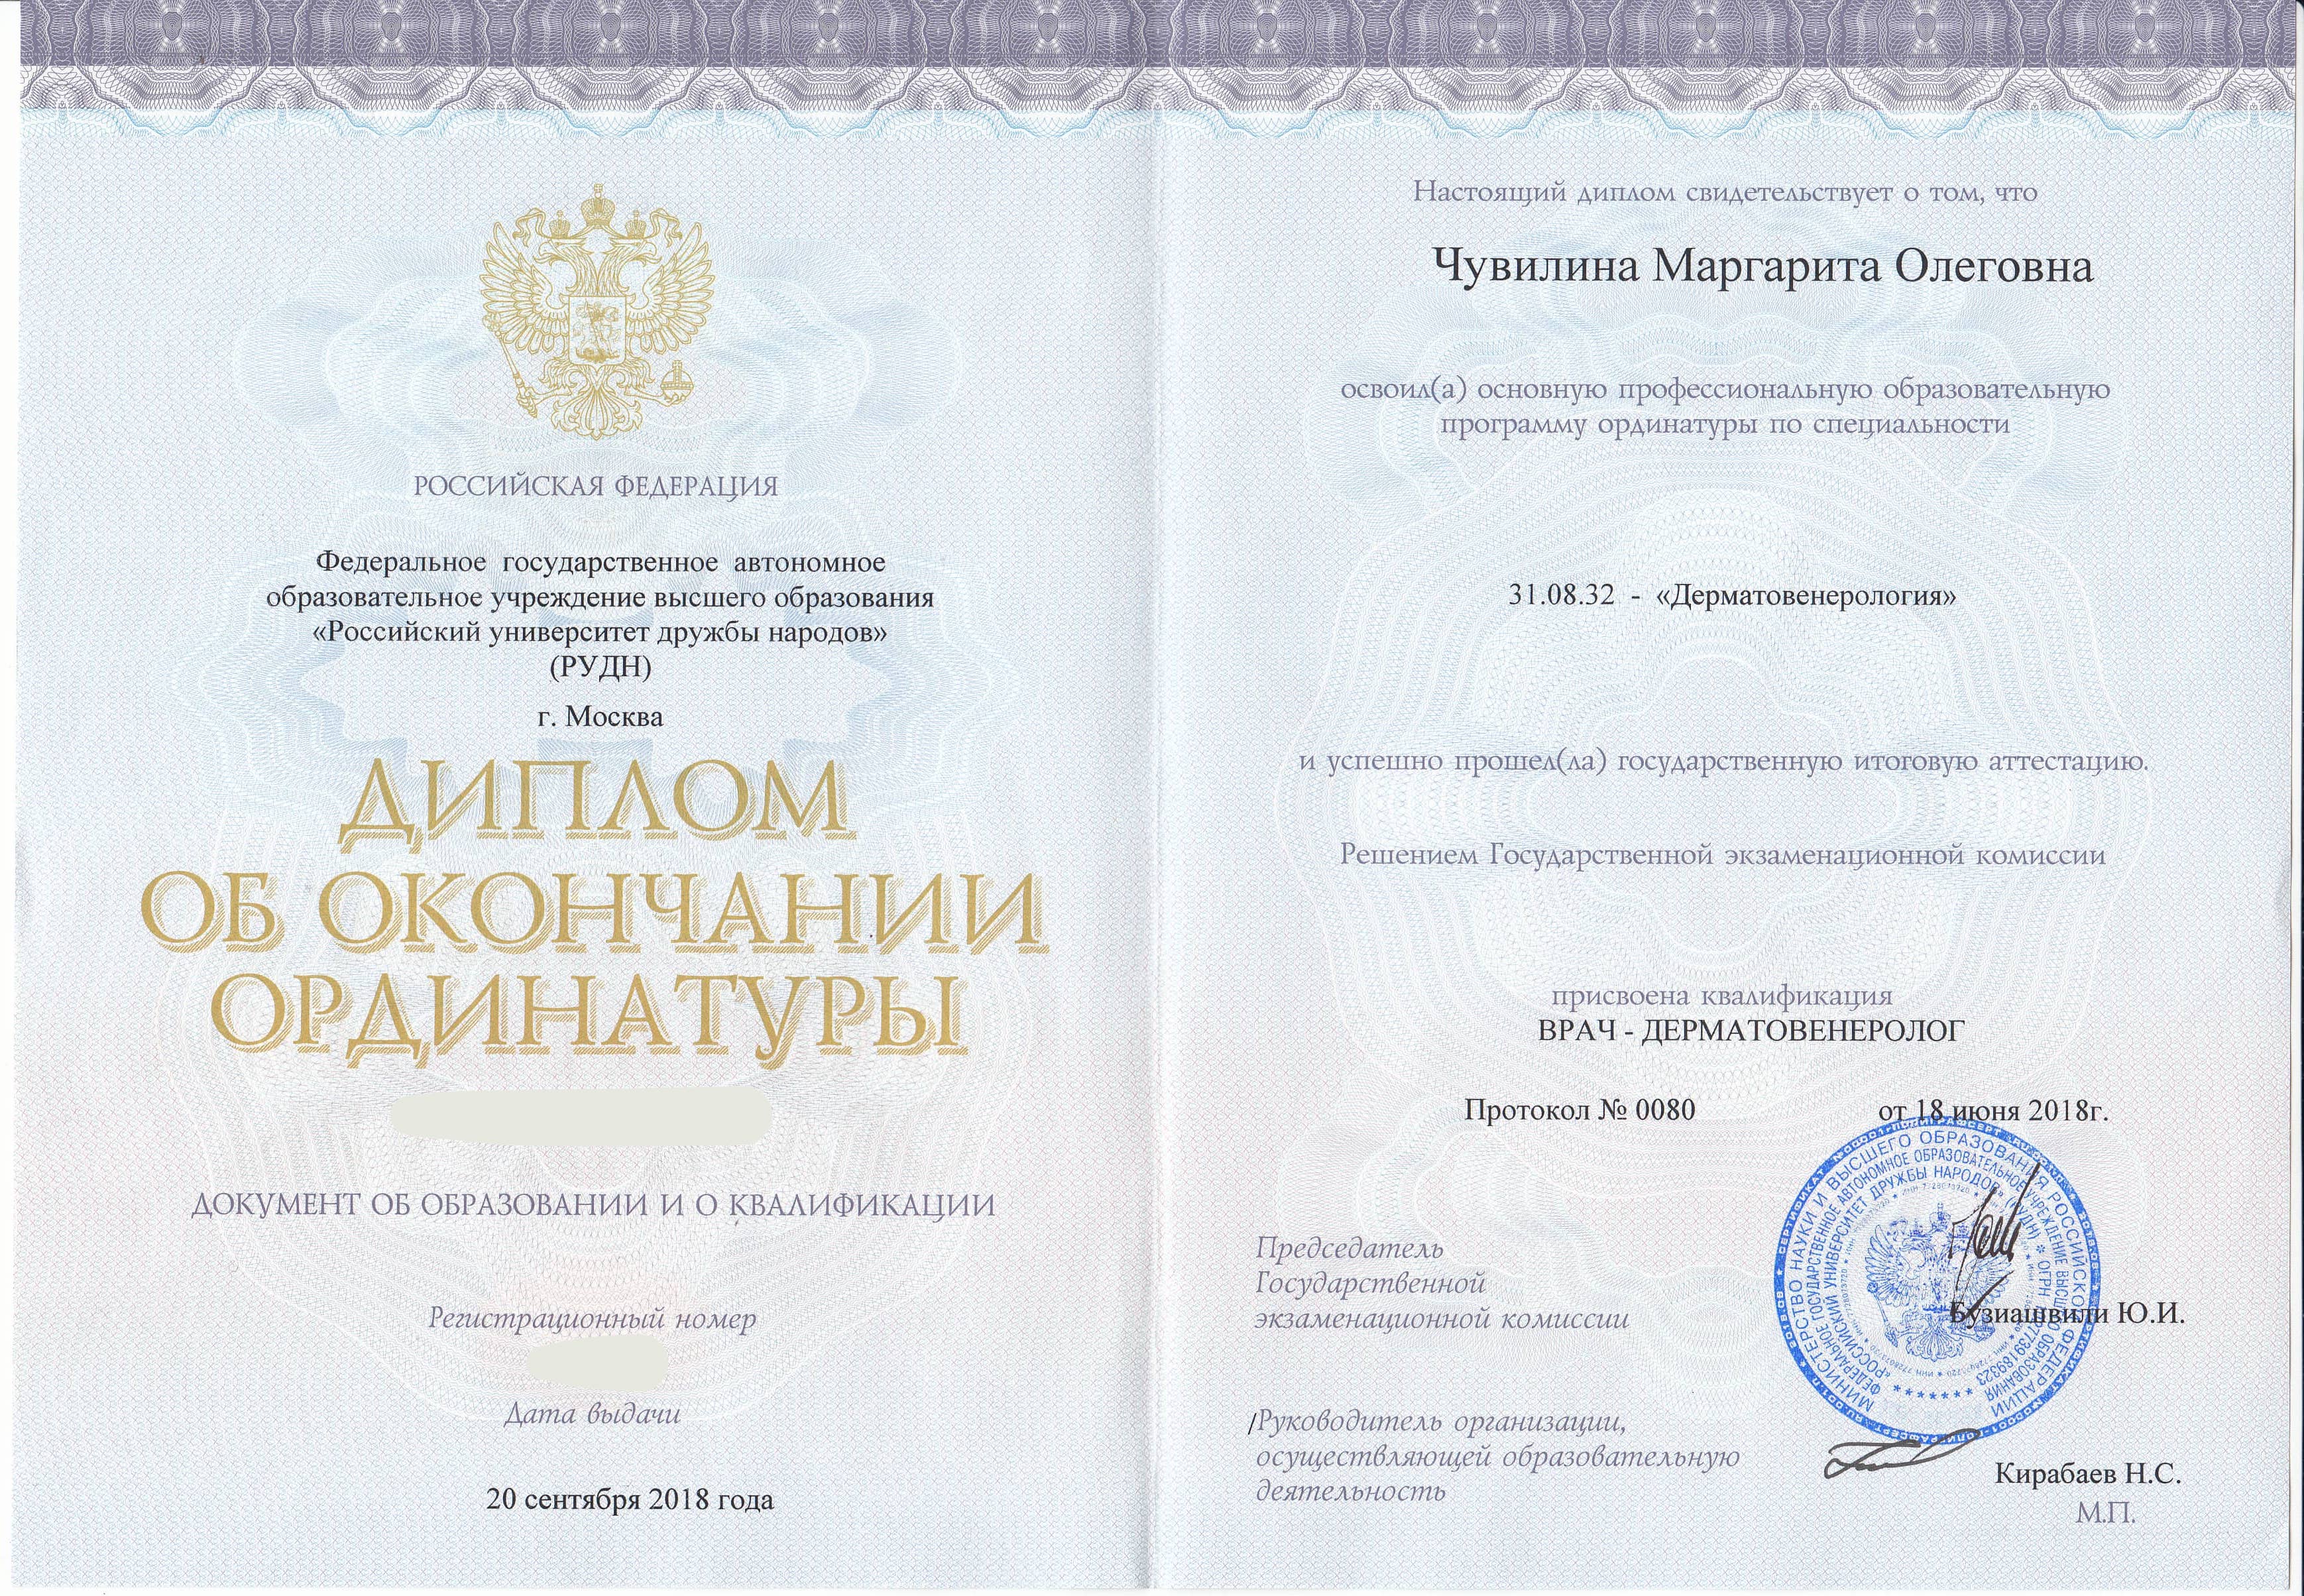 РОССИЙСКАЯ ФЕДЕРАЦИЯ
Федеральное государственное автономное
образовательное учреждение высшего образования
«Российский университет дружбы народов»
(РУДН)
г. Москва
ДИПЛОМ
ОБ ОКОНЧАНИИ
ОРДИНАТУРЫ
ДОКУМЕНТ ОБ ОБРАЗОВАНИИ И О КВАЛИФИКАЦИИ
Регистрационный номер
Дата выдачи
20 сентября 2018 года
Настоящий диплом свидетельствует о том, что
Чувилина Маргарита Олеговна
освоил(а) основную профессиональную образовательную
программу ординатуры по специальности
31.08.32 - «Дерматовенерология»
и успешно прошел(ла) государственную итоговую аттестацию.
Решением Государственной экзаменационной комиссии
присвоена квалификация
ВРАЧ - ДЕРМАТОВЕНЕРОЛОГ
Протокол № 0080 от 18 июня 2018г.
МИНИСТЕРСТВО НАУКИ И ВЫСШЕГО ОБРАЗОВАНИЯ РОССИЙСКОЙ ФЕДЕРАЦИИ
ФЕДЕРАЛЬНОЕ ГОСУДАРСТВЕННОЕ АВТОНОМНОЕ ОБРАЗОВАТЕЛЬНОЕ УЧРЕЖДЕНИЕ ВЫСШЕГО ОБРАЗОВАНИЯ
«РОССИЙСКИЙ УНИВЕРСИТЕТ ДРУЖБЫ НАРОДОВ» (РУДН)
Председатель
Государственной
экзаменационной комиссии
Бузиашвили Ю.И.
/Руководитель организации,
осуществляющей образовательную
деятельность
Кирабаев Н.С.
М.П.